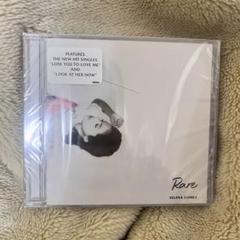 FEATURES
THE NEW HIT SINGLES
"LOSE YOU TO LOVE ME"
AND
"LOOK AT HER NOW"
Rare
SELENA GOMEZ